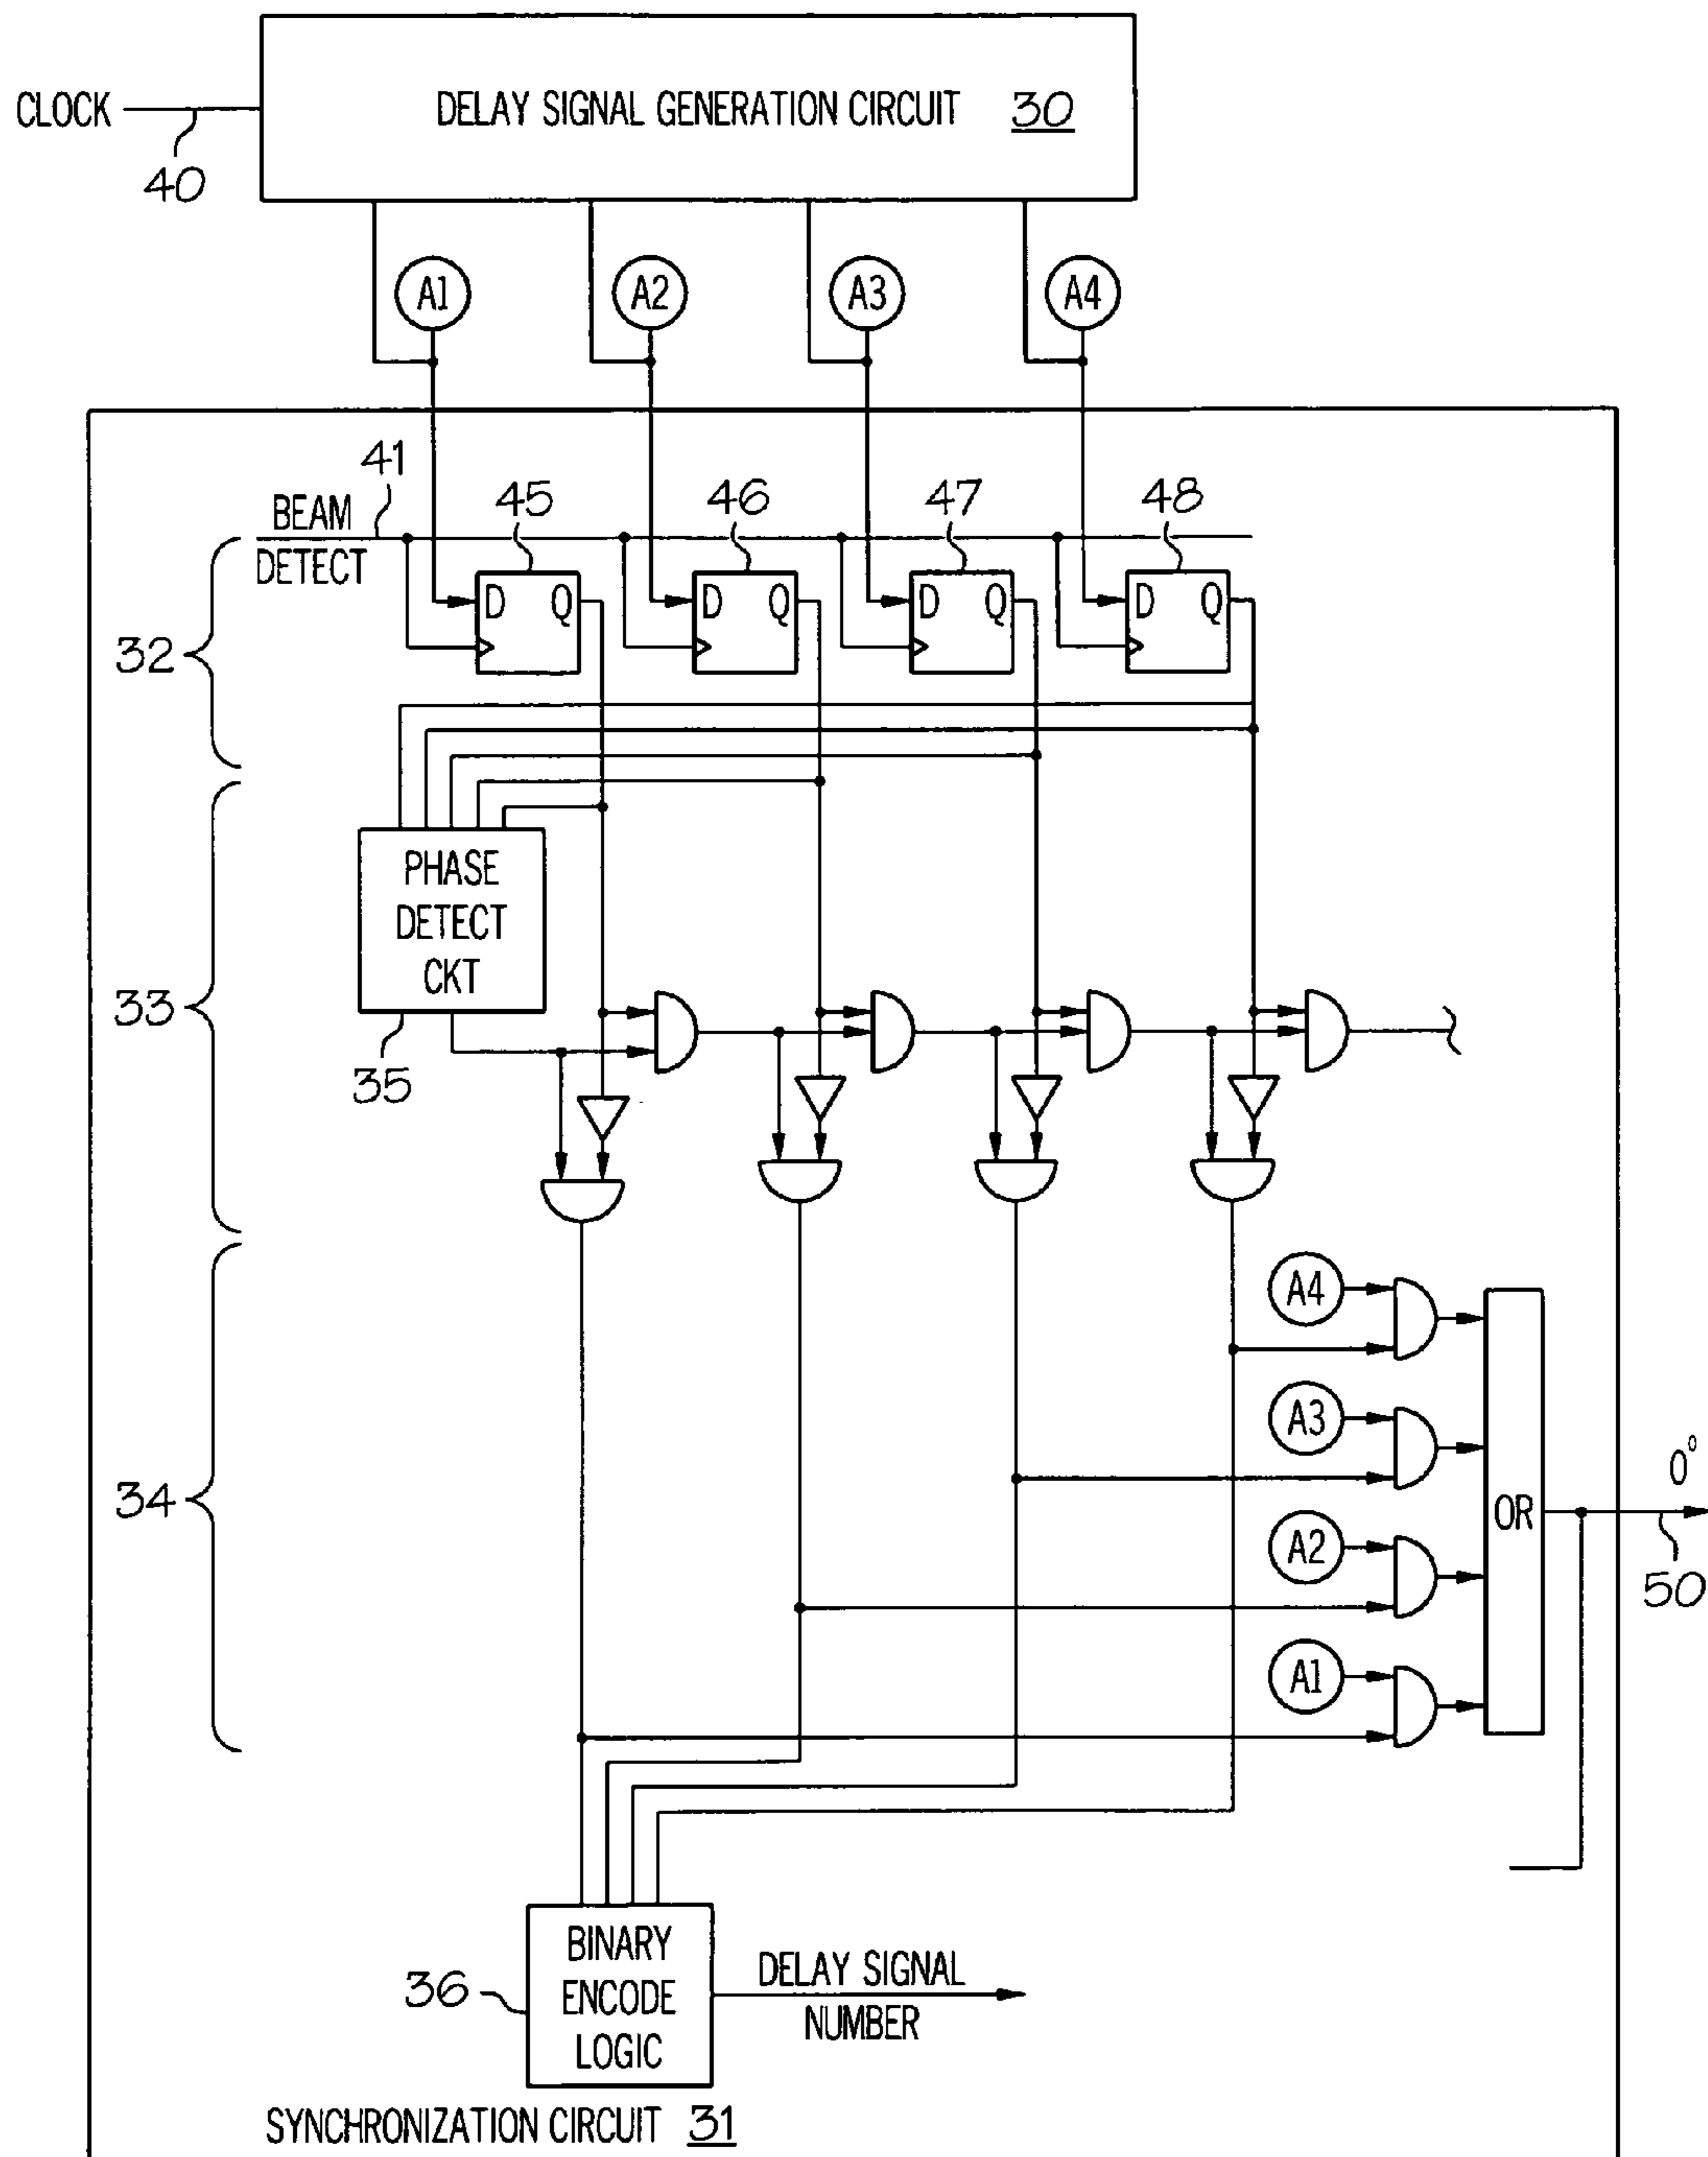 CLOCK
40
DELAY SIGNAL GENERATION CIRCUIT 30
A1
A2
A3
A4
41
BEAM
DETECT
45
46
47
48
D Q
D Q
D Q
D Q
32
PHASE
DETECT
CKT
33
35
A4
A3
A2
A1
OR
0°
50
34
BINARY
ENCODE
LOGIC
36
DELAY SIGNAL
NUMBER
SYNCHRONIZATION CIRCUIT 31